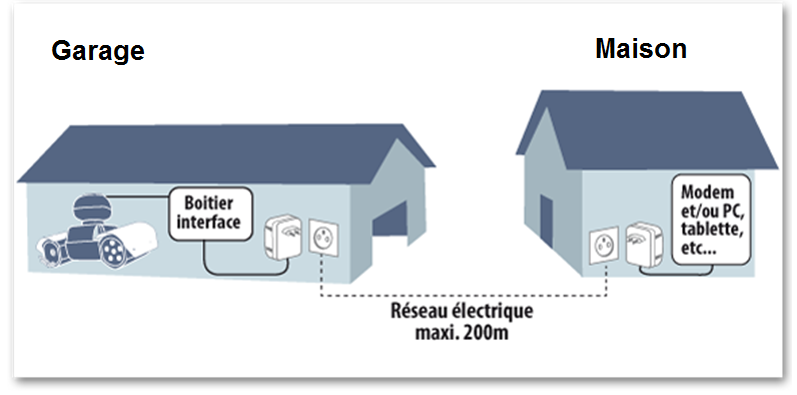 Garage
Maison
Boitier
interface
Modem
et/ou PC,
tablette,
etc...
Réseau électrique
maxi. 200m